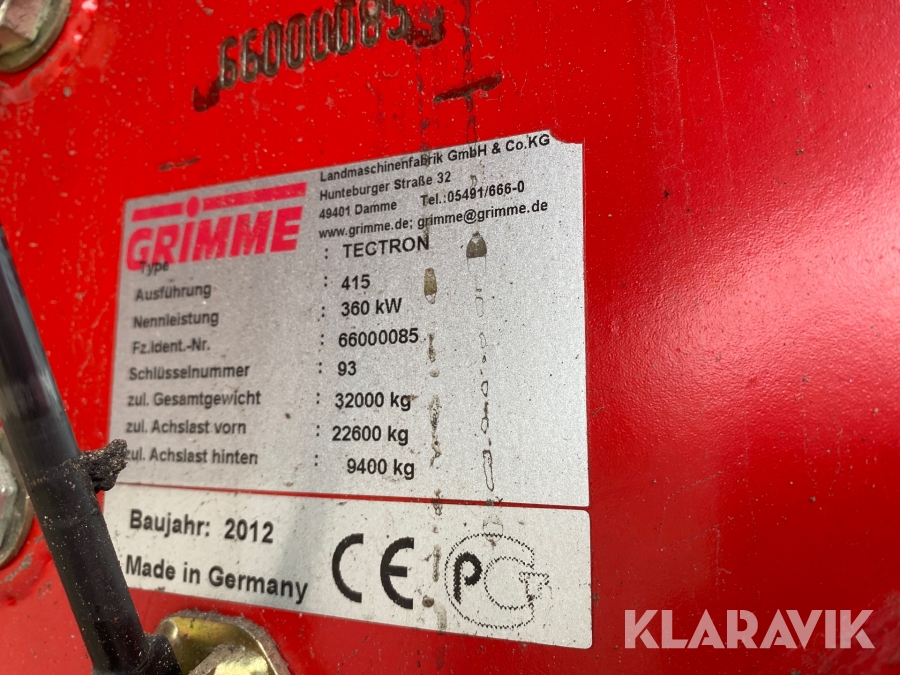 66000085
GRIMME
Landmaschinenfabrik GmbH & Co.KG
Hunteburger Straße 32
49401 Damme Tel.:05491/666-0
www.grimme.de; grimme@grimme.de
Type : TECTRON
Ausführung : 415
Nennleistung : 360 kW
Fz.Ident.-Nr. : 66000085
Schlüsselnummer : 93
zul. Gesamtgewicht : 32000 kg
zul. Achslast vorn : 22600 kg
zul. Achslast hinten : 9400 kg
Baujahr: 2012
Made in Germany
CE
PG
KLARAVIK